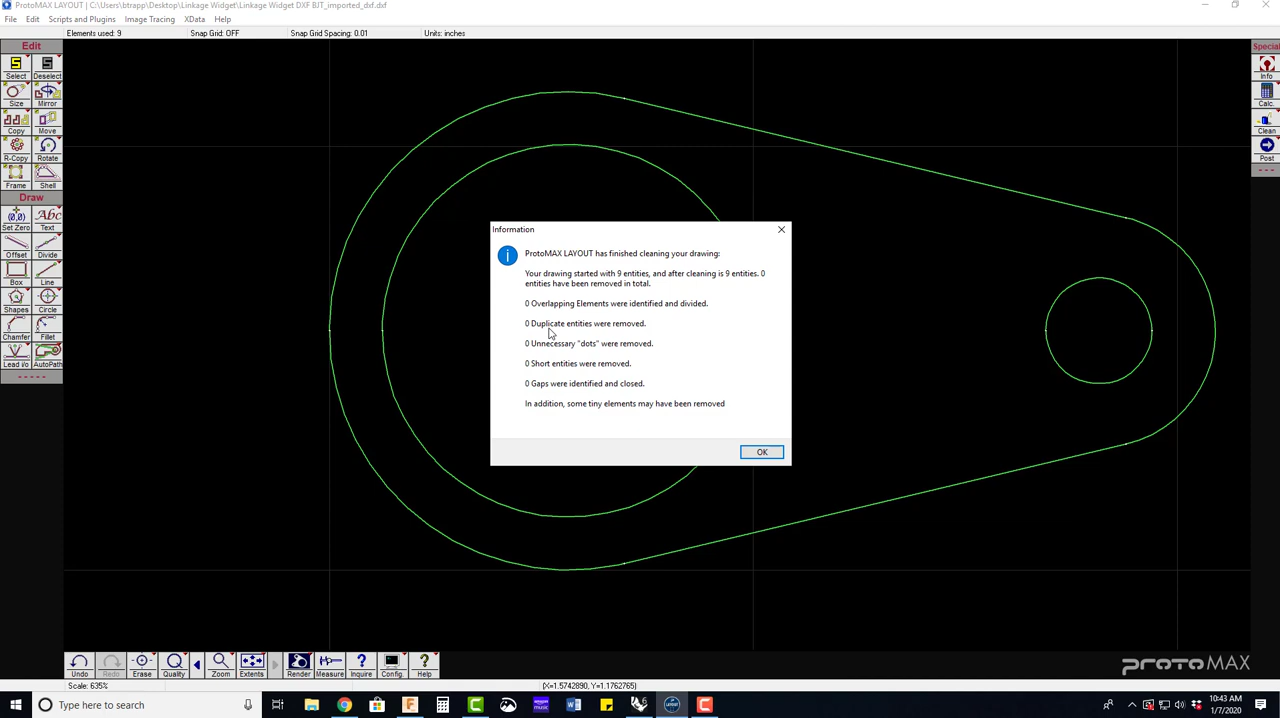 ProtoMAX LAYOUT | C:\Users\btrapp\Desktop\Linkage Widget\Linkage Widget DXF BJT_imported_dxf.dxf
File Edit Scripts and Plugins Image Tracing XData Help
Elements used: 9 Snap Grid: OFF Snap Grid Spacing: 0.01 Units: inches
Edit
Special
Select Deselect
Info
Size Mirror
Calc.
Copy Move
Clean
R-Copy Rotate
Post
Frame Shell
Draw
(0,0) Abc
Set Zero Text
Offset Divide
Box Line
Shapes Circle
Chamfer Fillet
Lead i/o AutoPath
Information
ProtoMAX LAYOUT has finished cleaning your drawing:
Your drawing started with 9 entities, and after cleaning is 9 entities. 0
entities have been removed in total.
0 Overlapping Elements were identified and divided.
0 Duplicate entities were removed.
0 Unnecessary "dots" were removed.
0 Short entities were removed.
0 Gaps were identified and closed.
In addition, some tiny elements may have been removed
OK
Undo Redo Erase Quality Zoom Extents Render Measure Inquire Config. Help
PROTOMAX
Scale: 635% (X=1.5742890, Y=1.1762765)
Type here to search
LAYOUT
10:43 AM
1/7/2020